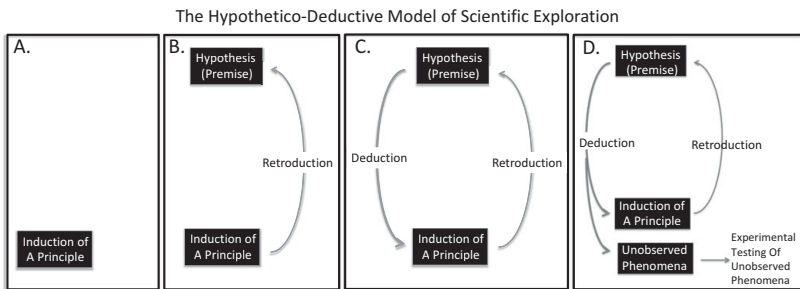 The Hypothetico-Deductive Model of Scientific Exploration
A.
Induction of
A Principle
B.
Hypothesis
(Premise)
Retroduction
Induction of
A Principle
C.
Hypothesis
(Premise)
Deduction
Retroduction
Induction of
A Principle
D.
Hypothesis
(Premise)
Deduction
Retroduction
Induction of
A Principle
Unobserved
Phenomena
Experimental
Testing Of
Unobserved
Phenomena